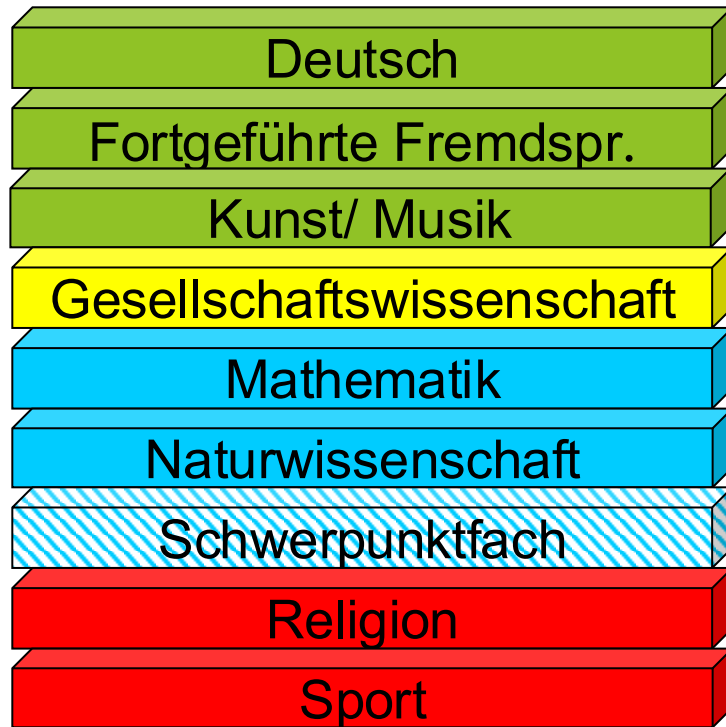 Deutsch
Fortgeführte Fremdspr.
Kunst/ Musik
Gesellschaftswissenschaft
Mathematik
Naturwissenschaft
Schwerpunktfach
Religion
Sport